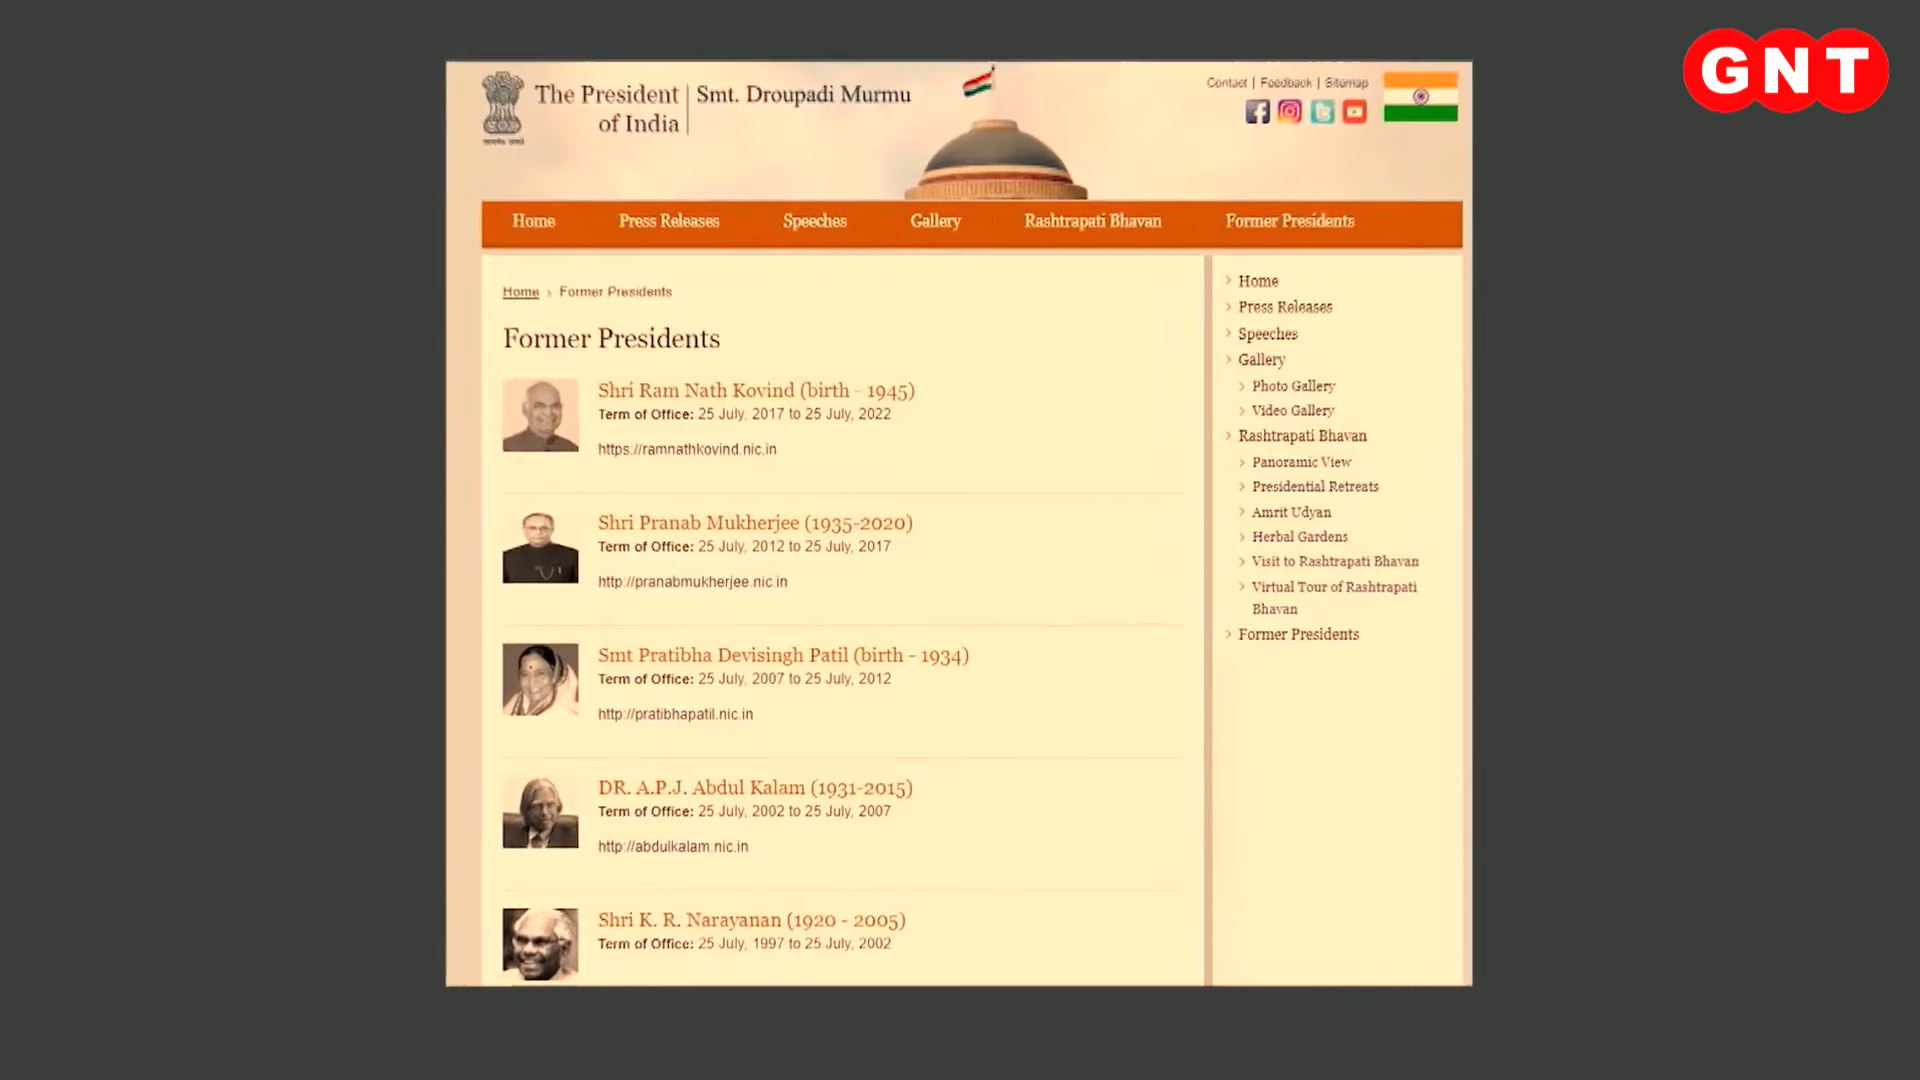 GNT
The President
of India
Smt. Droupadi Murmu
Contact | Feedback | Sitemap
Home
Press Releases
Speeches
Gallery
Rashtrapati Bhavan
Former Presidents
Home › Former Presidents
Former Presidents
Shri Ram Nath Kovind (birth - 1945)
Term of Office: 25 July, 2017 to 25 July, 2022
https://ramnathkovind.nic.in
Shri Pranab Mukherjee (1935-2020)
Term of Office: 25 July, 2012 to 25 July, 2017
http://pranabmukherjee.nic.in
Smt Pratibha Devisingh Patil (birth - 1934)
Term of Office: 25 July, 2007 to 25 July, 2012
http://pratibhapatil.nic.in
DR. A.P.J. Abdul Kalam (1931-2015)
Term of Office: 25 July, 2002 to 25 July, 2007
http://abdulkalam.nic.in
Shri K. R. Narayanan (1920 - 2005)
Term of Office: 25 July, 1997 to 25 July, 2002
› Home
› Press Releases
› Speeches
› Gallery
› Photo Gallery
› Video Gallery
› Rashtrapati Bhavan
› Panoramic View
› Presidential Retreats
› Amrit Udyan
› Herbal Gardens
› Visit to Rashtrapati Bhavan
› Virtual Tour of Rashtrapati
Bhavan
› Former Presidents